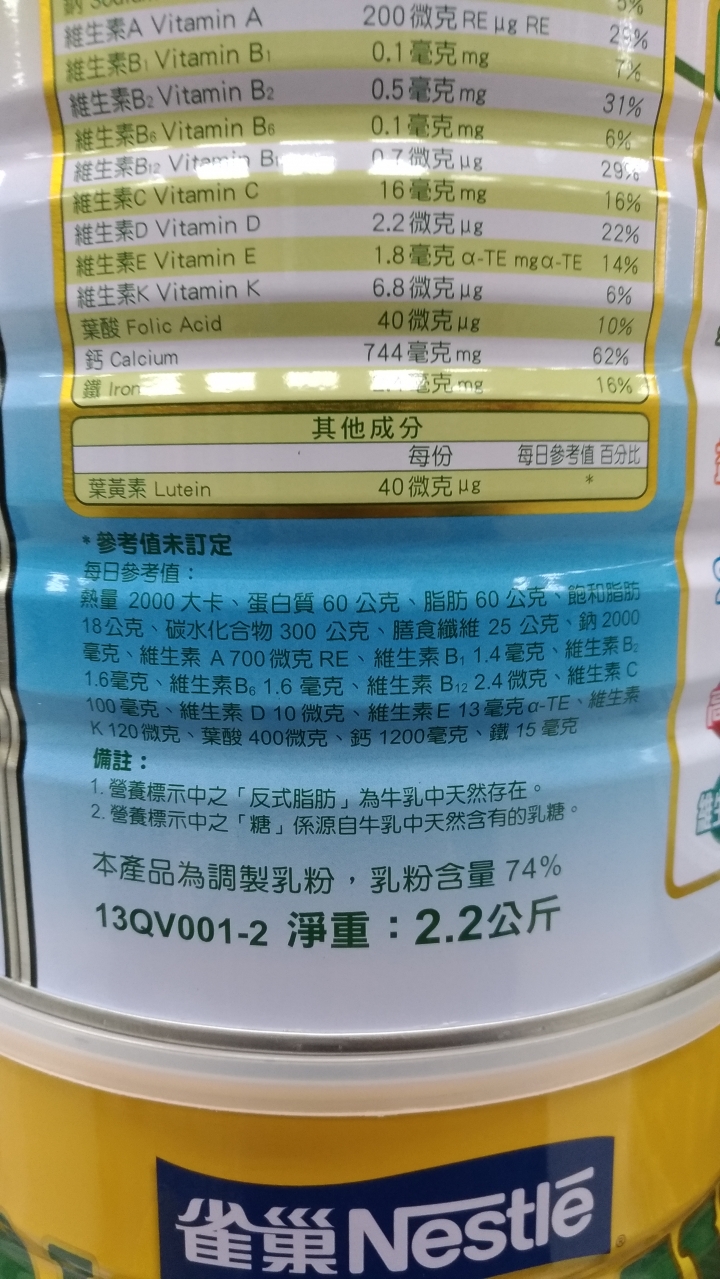 鈉 5%
維生素A Vitamin A 200微克 RE µg RE 29%
維生素B₁ Vitamin B₁ 0.1毫克mg 7%
維生素B₂ Vitamin B₂ 0.5毫克mg 31%
維生素B₆ Vitamin B₆ 0.1毫克mg 6%
維生素B₁₂ Vitamin 0.7微克µg 29%
維生素C Vitamin C 16毫克mg 16%
維生素D Vitamin D 2.2微克µg 22%
維生素E Vitamin E 1.8毫克 α-TE mgα-TE 14%
維生素K Vitamin K 6.8微克µg 6%
葉酸 Folic Acid 40微克µg 10%
鈣 Calcium 744毫克mg 62%
鐵 Iron 毫克mg 16%
其他成分
每份 每日參考值 百分比
葉黃素 Lutein 40微克µg *
*參考值未訂定
每日參考值：
熱量 2000 大卡、蛋白質 60 公克、脂肪 60 公克、飽和脂肪
18公克、碳水化合物 300 公克、膳食纖維 25 公克、鈉 2000
毫克、維生素 A 700微克 RE、維生素 B₁ 1.4毫克、維生素 B₂
1.6毫克、維生素B₆ 1.6 毫克、維生素 B₁₂ 2.4微克、維生素 C
100毫克、維生素 D 10微克、維生素E 13毫克α-TE、維生素
K 120微克、葉酸 400微克、鈣 1200毫克、鐵 15 毫克
備註：
1. 營養標示中之「反式脂肪」為牛乳中天然存在。
2. 營養標示中之「糖」係源自牛乳中天然含有的乳糖。
本產品為調製乳粉，乳粉含量 74%
13QV001-2 淨重：2.2公斤
雀巢Nestlé